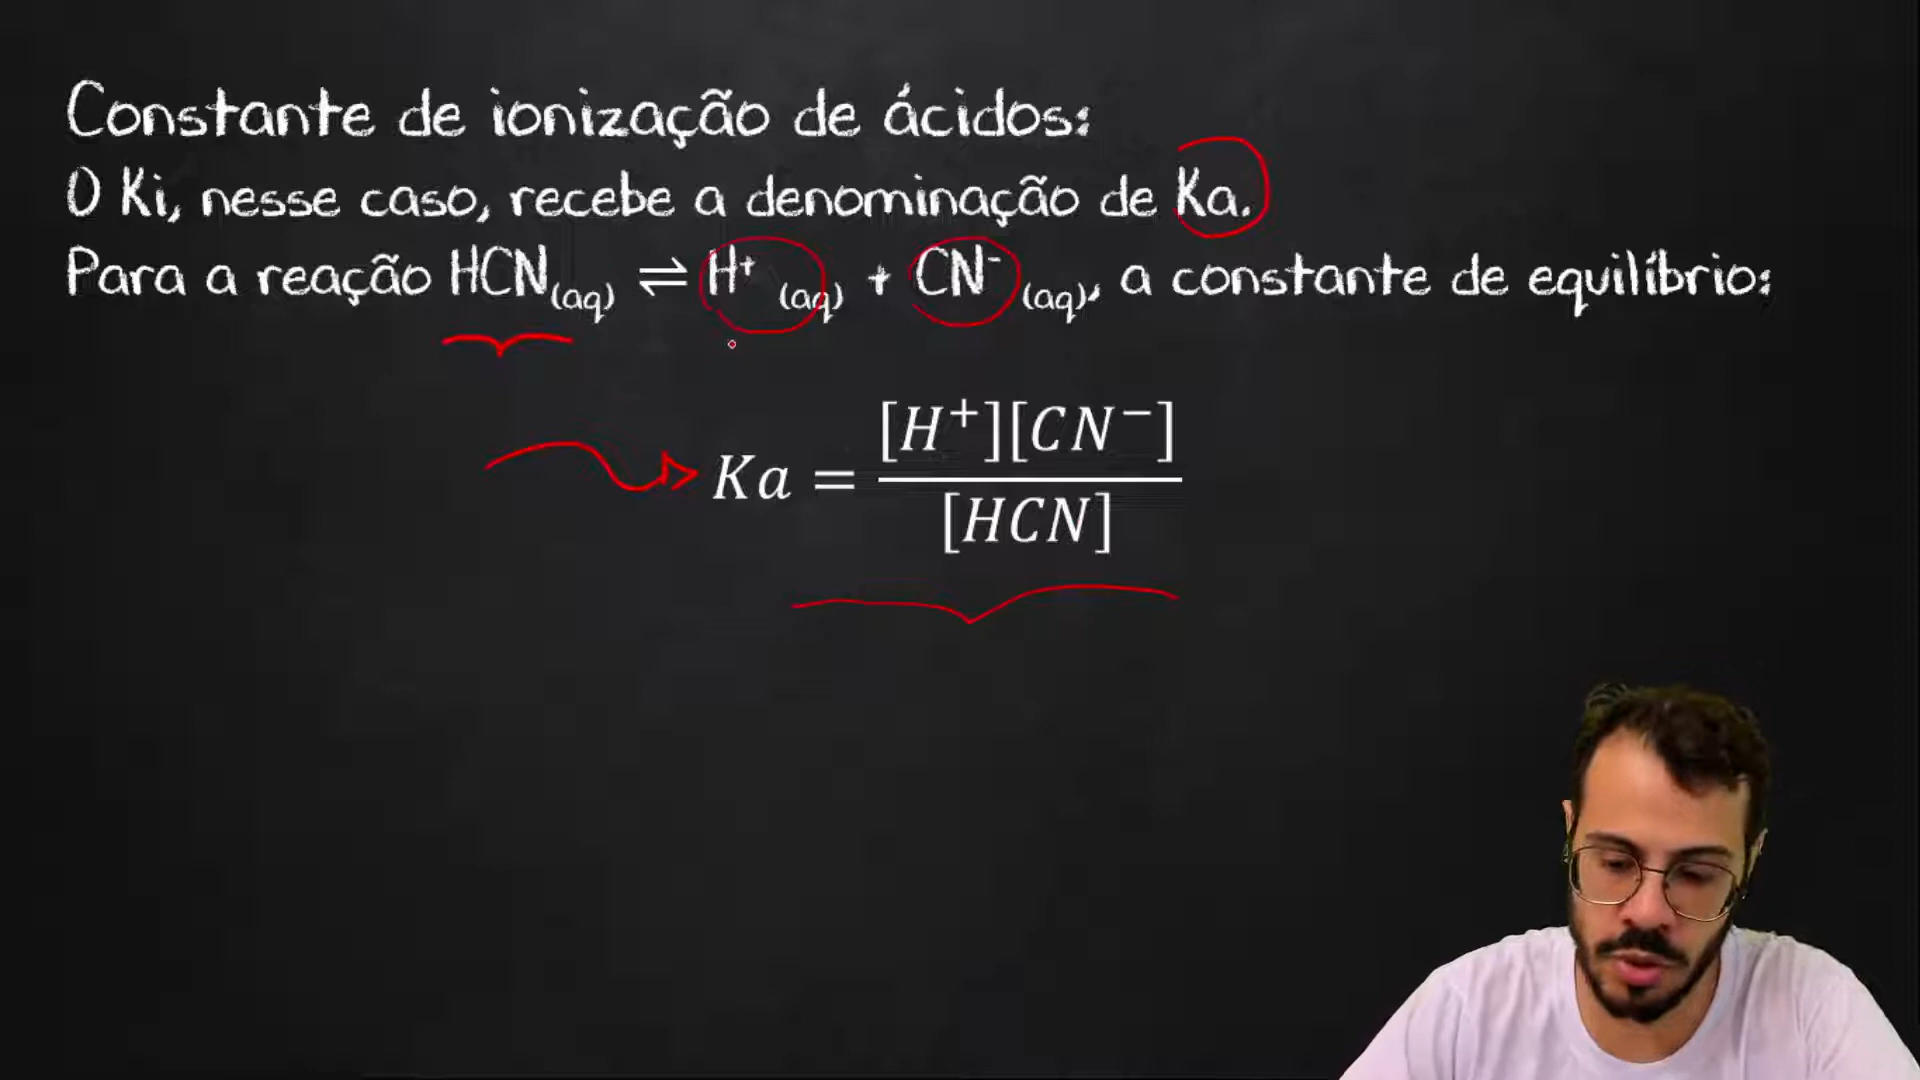 Constante de ionização de ácidos:
O Ki, nesse caso, recebe a denominação de Ka.
Para a reação HCN(aq) ⇌ H⁺ (aq) + CN⁻ (aq), a constante de equilíbrio:
Ka = [H⁺][CN⁻] / [HCN]